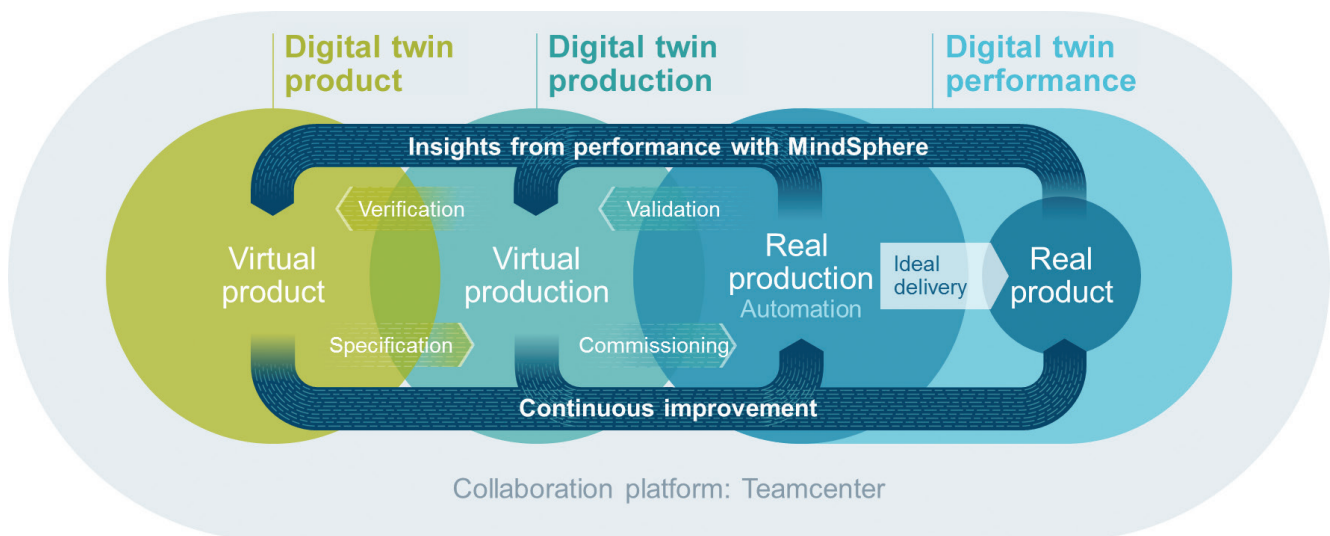 Digital twin
product
Digital twin
production
Digital twin
performance
Insights from performance with MindSphere
Verification
Validation
Virtual
product
Virtual
production
Real
production
Automation
Ideal
delivery
Real
product
Specification
Commissioning
Continuous improvement
Collaboration platform: Teamcenter